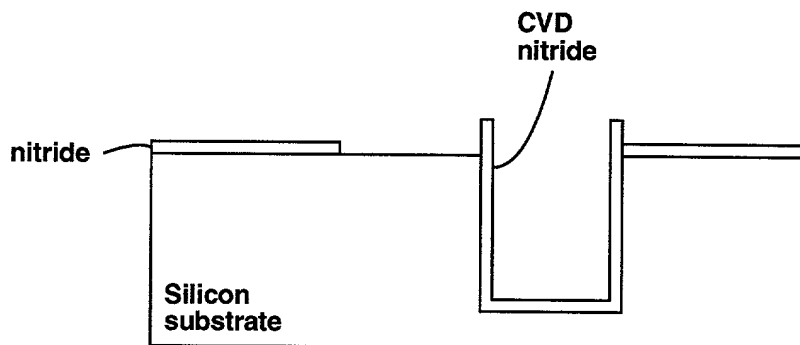 CVD
nitride
nitride
Silicon
substrate